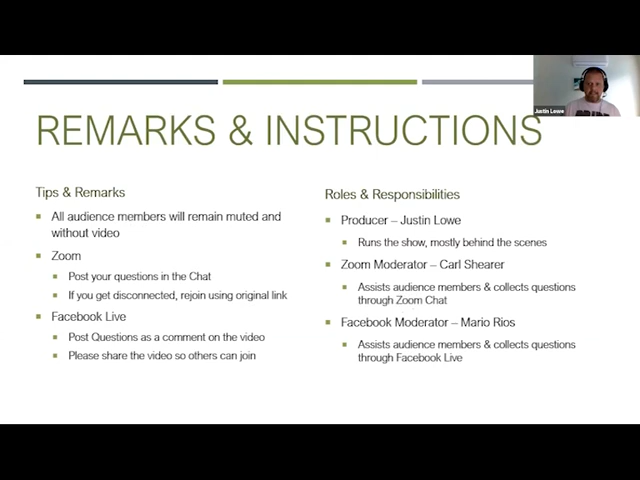 Justin Lowe
REMARKS & INSTRUCTIONS
Tips & Remarks
All audience members will remain muted and
without video
Zoom
Post your questions in the Chat
If you get disconnected, rejoin using original link
Facebook Live
Post Questions as a comment on the video
Please share the video so others can join
Roles & Responsibilities
Producer – Justin Lowe
Runs the show, mostly behind the scenes
Zoom Moderator – Carl Shearer
Assists audience members & collects questions
through Zoom Chat
Facebook Moderator – Mario Rios
Assists audience members & collects questions
through Facebook Live